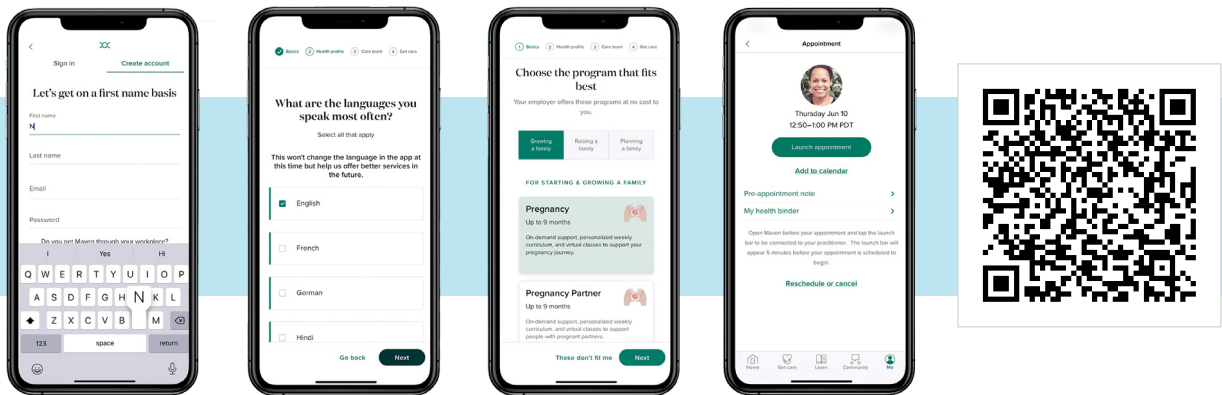 Sign in
Create account
Let's get on a first name basis
First name
N
Last name
Email
Password
Do you get Maven through your workplace?
I
Yes
Hi
Q W E R T Y U I O P
A S D F G H N K L
Z X C V B M
123
space
return
Basics
2 Health profile
3 Care team
4 Get care
What are the languages you
speak most often?
Select all that apply
This won't change the language in the app at
this time but help us offer better services in
the future.
English
French
German
Hindi
Go back
Next
1 Basics
2 Health profile
3 Care team
4 Get care
Choose the program that fits
best
Your employer offers these programs at no cost to
you.
Growing
a family
Raising a
family
Planning
a family
FOR STARTING & GROWING A FAMILY
Pregnancy
Up to 9 months
On-demand support, personalized weekly
curriculum, and virtual classes to support your
pregnancy journey.
Pregnancy Partner
Up to 9 months
On-demand support, personalized weekly
curriculum, and virtual classes to support
people with pregnant partners.
These don't fit me
Next
Appointment
Thursday Jun 10
12:50–1:00 PM PDT
Launch appointment
Add to calendar
Pre-appointment note
My health binder
Open Maven before your appointment and tap the launch
bar to be connected to your practitioner. The launch bar will
appear 5 minutes before your appointment is scheduled to
begin.
Reschedule or cancel
Home
Get care
Learn
Community
Me